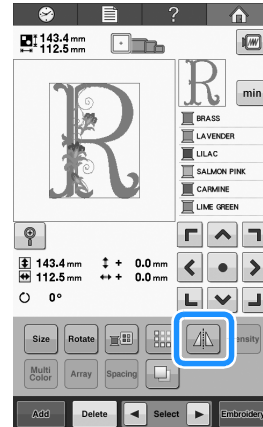 ?
143.4 mm
112.5 mm
R
R
min
BRASS
LAVENDER
LILAC
SALMON PINK
CARMINE
LIME GREEN
143.4 mm + 0.0 mm
112.5 mm + 0.0 mm
0°
Size Rotate
Multi Color Array Spacing
Add Delete Select Embroidery